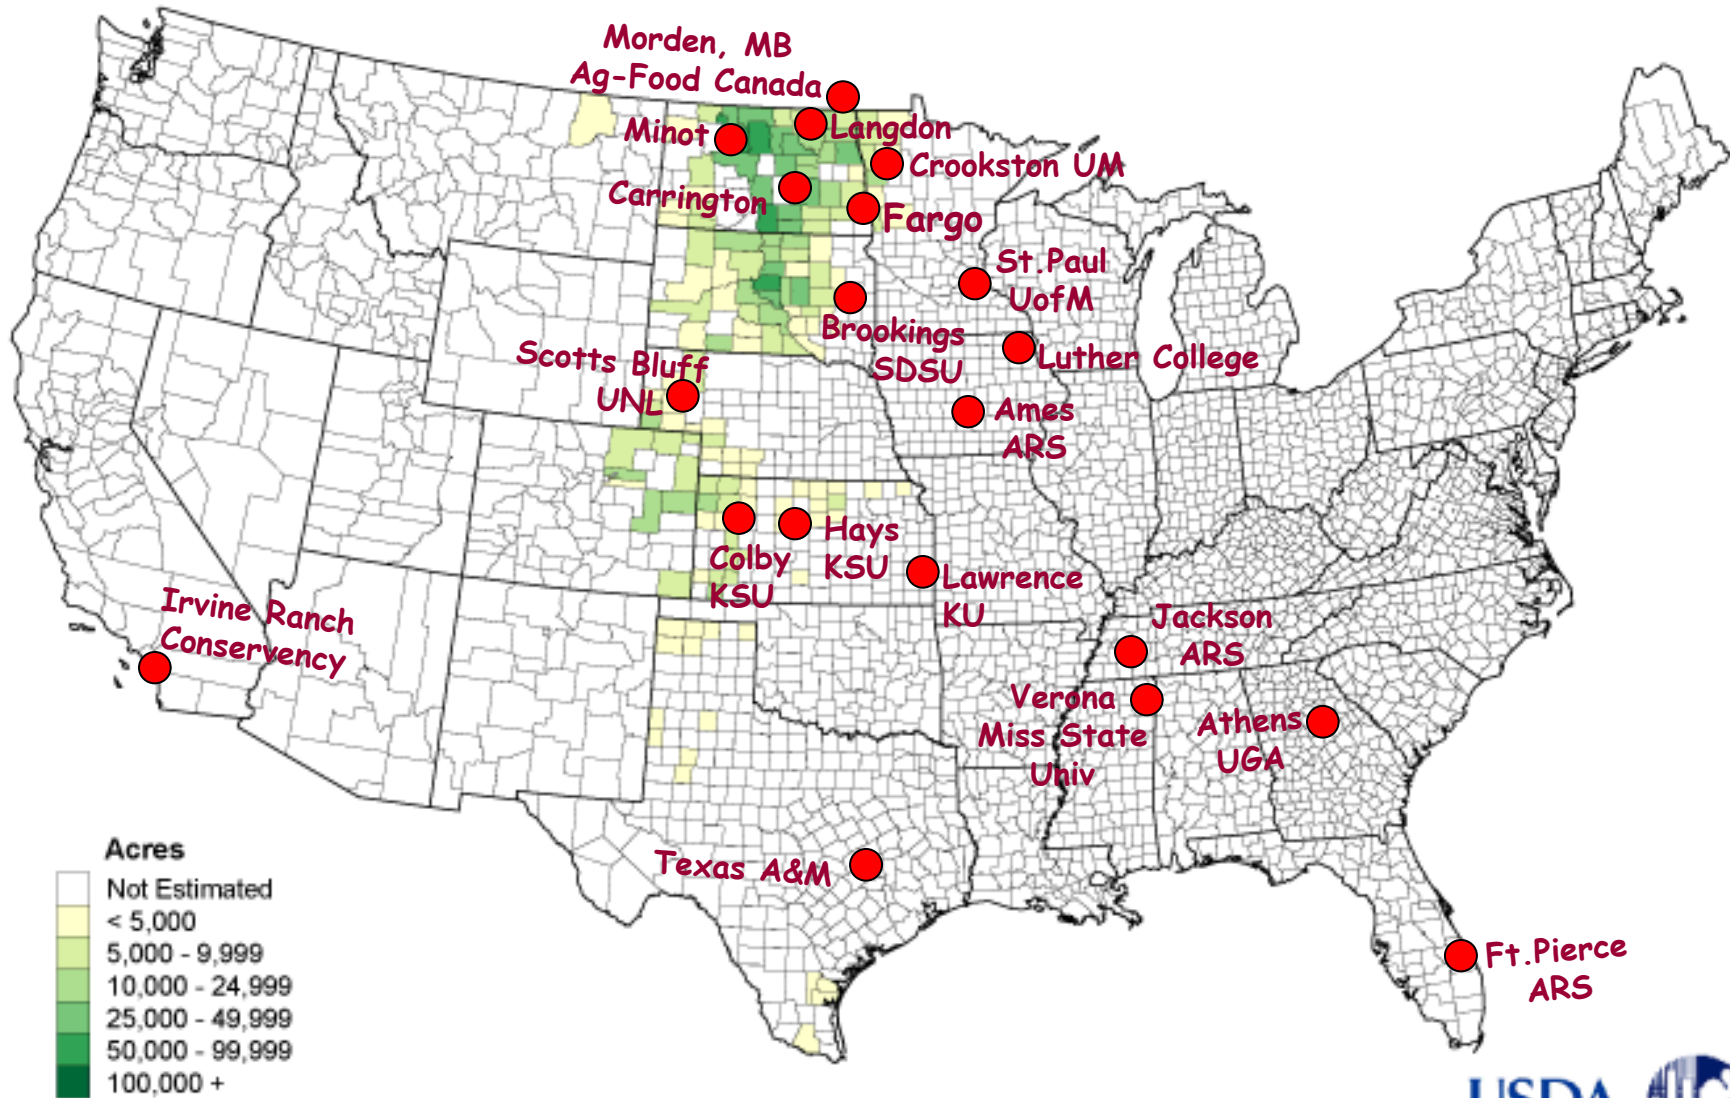 Morden, MB
Ag-Food Canada
Minot
Langdon
Crookston UM
Carrington
Fargo
St.Paul
UofM
Brookings
SDSU
Scotts Bluff
UNL
Luther College
Ames
ARS
Hays
KSU
Colby
KSU
Lawrence
KU
Irvine Ranch
Conservency
Jackson
ARS
Verona
Miss State
Univ
Athens
UGA
Texas A&M
Ft.Pierce
ARS
Acres
Not Estimated
< 5,000
5,000 - 9,999
10,000 - 24,999
25,000 - 49,999
50,000 - 99,999
100,000 +
USDA